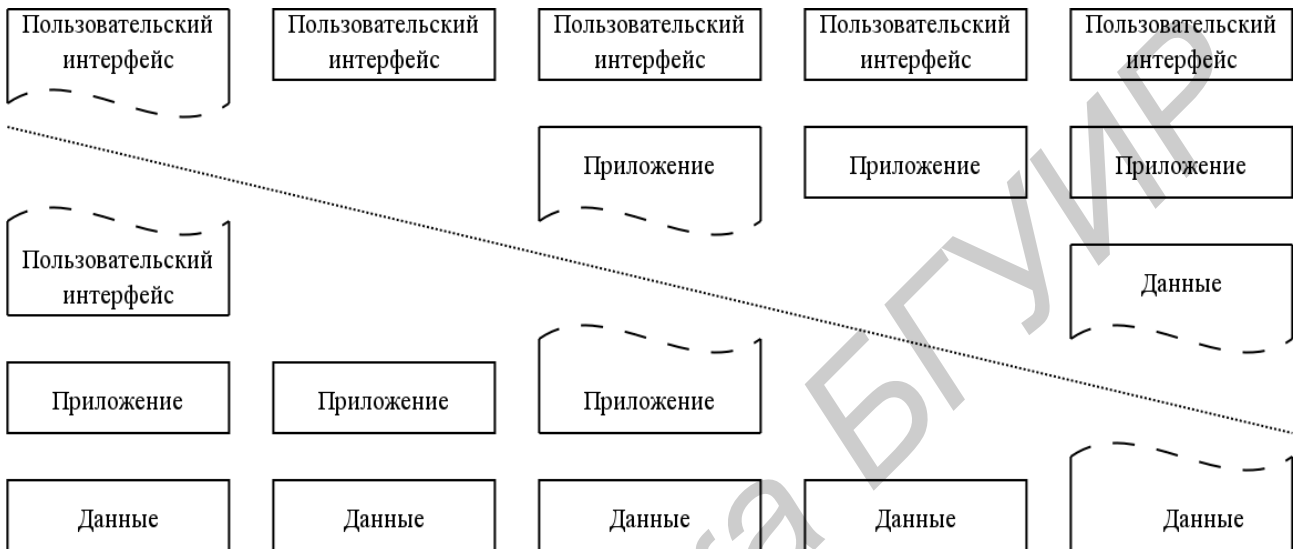 Пользовательский Пользовательский Пользовательский Пользовательский Пользовательский
интерфейс интерфейс интерфейс интерфейс интерфейс
Приложение Приложение Приложение
Пользовательский
интерфейс
Данные
Приложение Приложение Приложение
Данные Данные Данные Данные Данные
БГУИР